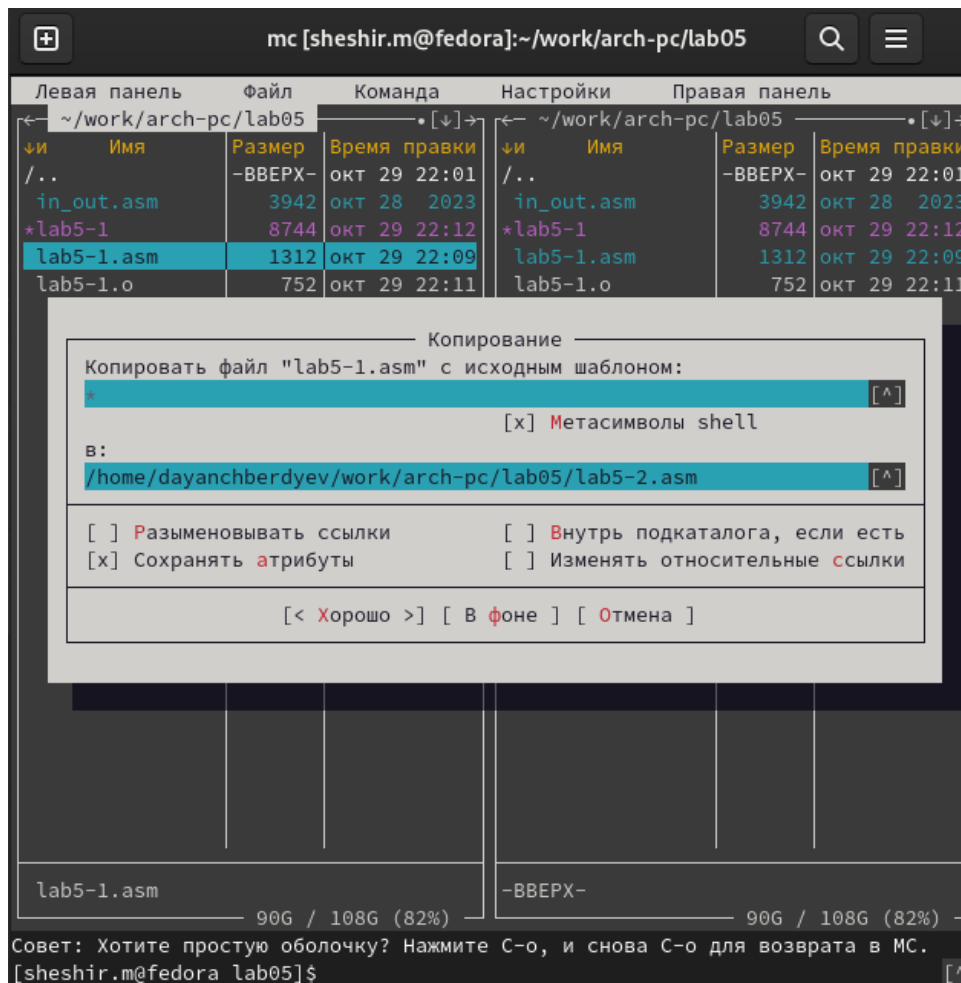 mc [sheshir.m@fedora]:~/work/arch-pc/lab05
Левая панель Файл Команда Настройки Правая панель
~/work/arch-pc/lab05 •[↓] ~/work/arch-pc/lab05 •[↓]
↓и Имя Размер Время правки ↓и Имя Размер Время правки
/.. -ВВЕРХ- окт 29 22:01 /.. -ВВЕРХ- окт 29 22:01
in_out.asm 3942 окт 28 2023 in_out.asm 3942 окт 28 2023
*lab5-1 8744 окт 29 22:12 *lab5-1 8744 окт 29 22:12
lab5-1.asm 1312 окт 29 22:09 lab5-1.asm 1312 окт 29 22:09
lab5-1.o 752 окт 29 22:11 lab5-1.o 752 окт 29 22:11
Копирование
Копировать файл "lab5-1.asm" с исходным шаблоном:
* [^]
[x] Метасимволы shell
в:
/home/dayanchberdyev/work/arch-pc/lab05/lab5-2.asm [^]
[ ] Разыменовывать ссылки [ ] Внутрь подкаталога, если есть
[x] Сохранять атрибуты [ ] Изменять относительные ссылки
[< Хорошо >] [ В фоне ] [ Отмена ]
lab5-1.asm -ВВЕРХ-
90G / 108G (82%) 90G / 108G (82%)
Совет: Хотите простую оболочку? Нажмите C-o, и снова C-o для возврата в MC.
[sheshir.m@fedora lab05]$ [^